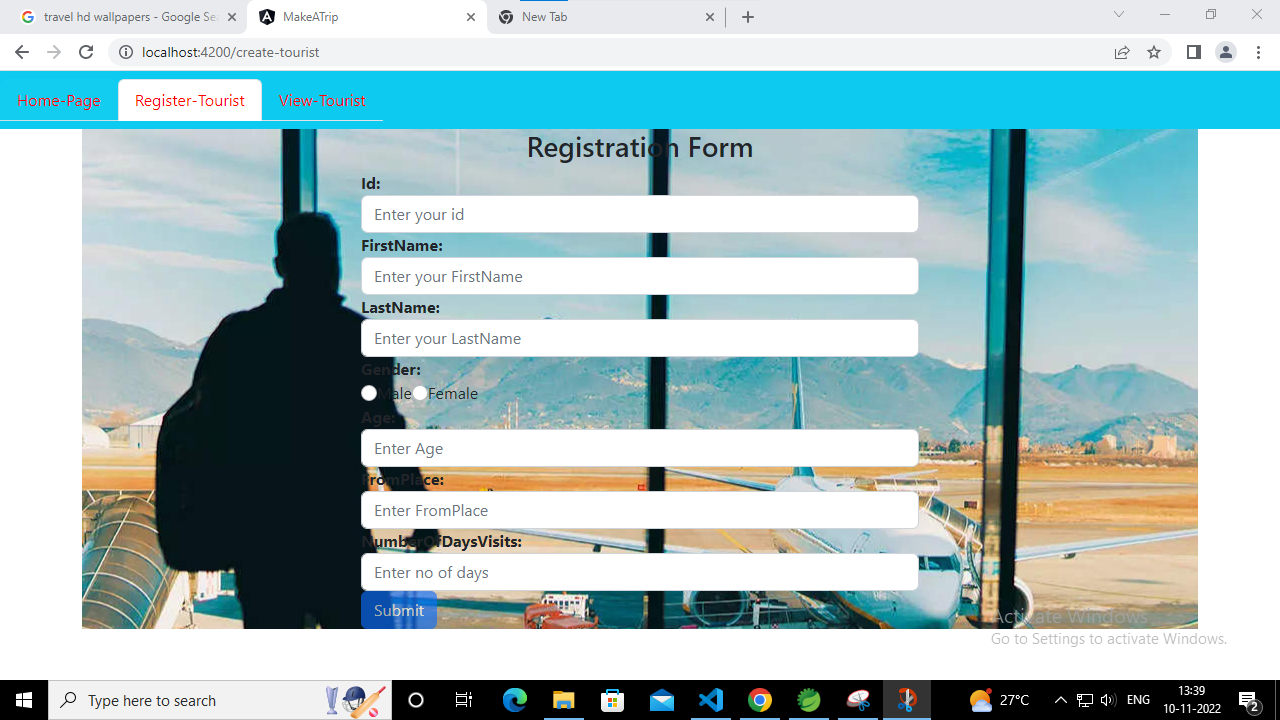 travel hd wallpapers - Google Se
MakeATrip
New Tab
localhost:4200/create-tourist
Home-Page
Register-Tourist
View-Tourist
Registration Form
Id:
Enter your id
FirstName:
Enter your FirstName
LastName:
Enter your LastName
Gender:
Male Female
Age:
Enter Age
FromPlace:
Enter FromPlace
NumberOfDaysVisits:
Enter no of days
Submit
Activate Windows
Go to Settings to activate Windows.
Type here to search
27°C
ENG
13:39
10-11-2022
2